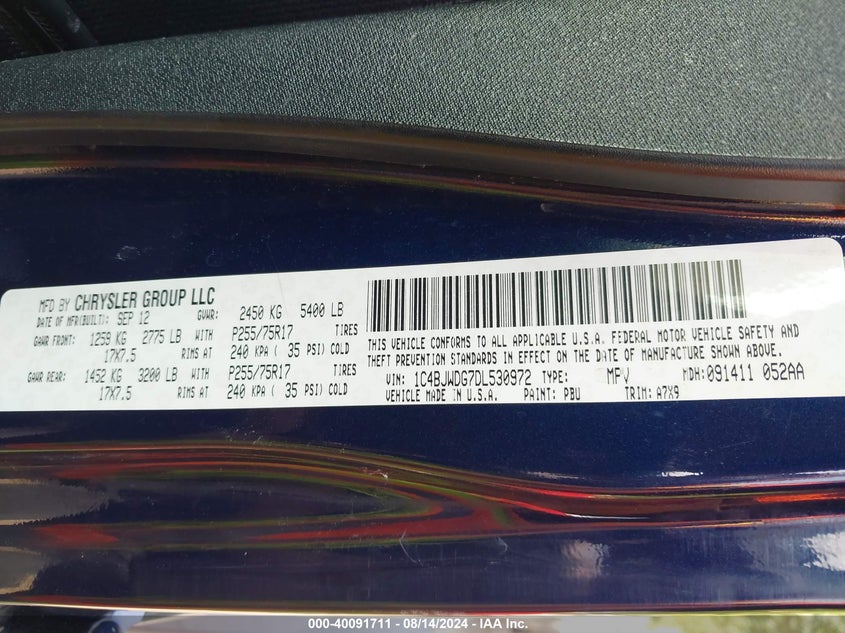 MFD BY CHRYSLER GROUP LLC
DATE OF MFR(BUILT): SEP 12 GVWR: 2450 KG 5400 LB
GAWR FRONT: 1259 KG 2775 LB WITH P255/75R17 TIRES
17X7.5 RIMS AT 240 KPA ( 35 PSI) COLD
GAWR REAR: 1452 KG 3200 LB WITH P255/75R17 TIRES
17X7.5 RIMS AT 240 KPA ( 35 PSI) COLD
THIS VEHICLE CONFORMS TO ALL APPLICABLE U.S.A. FEDERAL MOTOR VEHICLE SAFETY AND
THEFT PREVENTION STANDARDS IN EFFECT ON THE DATE OF MANUFACTURE SHOWN ABOVE.
VIN: 1C4BJWDG7DL530972 TYPE: MPV MDH: 091411 052AA
VEHICLE MADE IN U.S.A. PAINT: PBU TRIM: A7X9
000-40091711 - 08/14/2024 - IAA Inc.